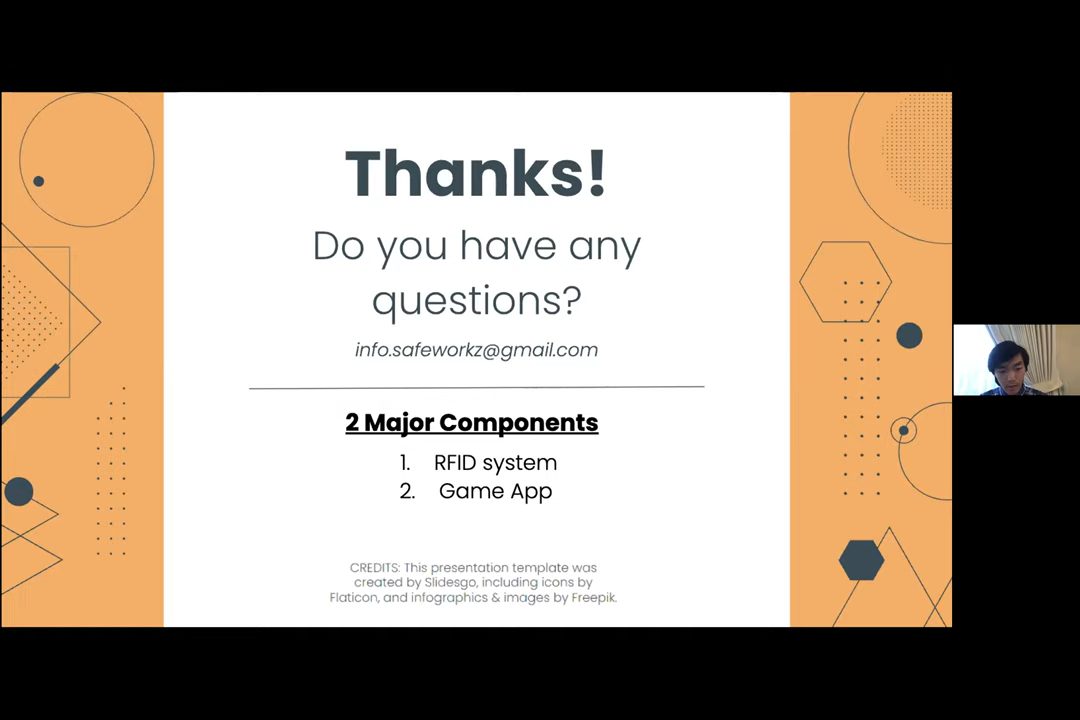 Thanks!
Do you have any
questions?
info.safeworkz@gmail.com
2 Major Components
1. RFID system
2. Game App
CREDITS: This presentation template was
created by Slidesgo, including icons by
Flaticon, and infographics & images by Freepik.